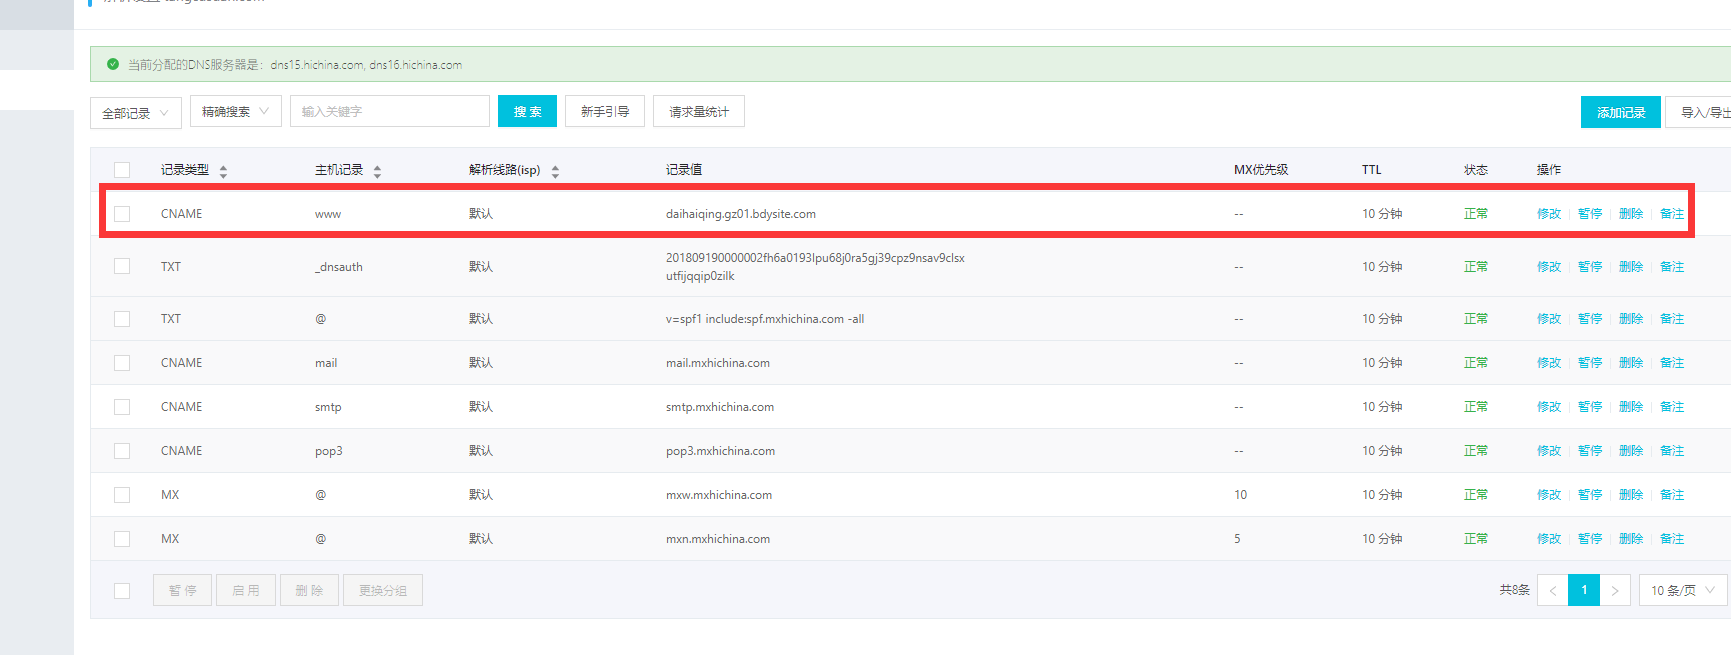 当前分配的DNS服务器是：dns15.hichina.com, dns16.hichina.com
全部记录 精确搜索 输入关键字 搜 索 新手引导 请求量统计 添加记录 导入/导出
记录类型 主机记录 解析线路(isp) 记录值 MX优先级 TTL 状态 操作
CNAME www 默认 daihaiqing.gz01.bdysite.com -- 10 分钟 正常 修改 暂停 删除 备注
TXT _dnsauth 默认 201809190000002fh6a0193lpu68j0ra5gj39cpz9nsav9clsx
utfijqqip0zilk -- 10 分钟 正常 修改 暂停 删除 备注
TXT @ 默认 v=spf1 include:spf.mxhichina.com -all -- 10 分钟 正常 修改 暂停 删除 备注
CNAME mail 默认 mail.mxhichina.com -- 10 分钟 正常 修改 暂停 删除 备注
CNAME smtp 默认 smtp.mxhichina.com -- 10 分钟 正常 修改 暂停 删除 备注
CNAME pop3 默认 pop3.mxhichina.com -- 10 分钟 正常 修改 暂停 删除 备注
MX @ 默认 mxw.mxhichina.com 10 10 分钟 正常 修改 暂停 删除 备注
MX @ 默认 mxn.mxhichina.com 5 10 分钟 正常 修改 暂停 删除 备注
暂 停 启 用 删 除 更换分组 共8条 < 1 > 10 条/页